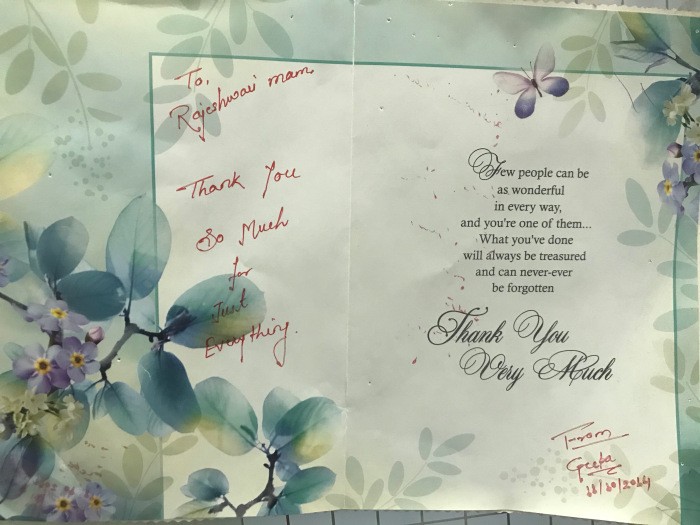 To,
Rajeshwari mam
Thank You
So Much
for
Just
Everything.
Few people can be
as wonderful
in every way,
and you're one of them...
What you've done
will always be treasured
and can never-ever
be forgotten
Thank You
Very Much
From
Geeta